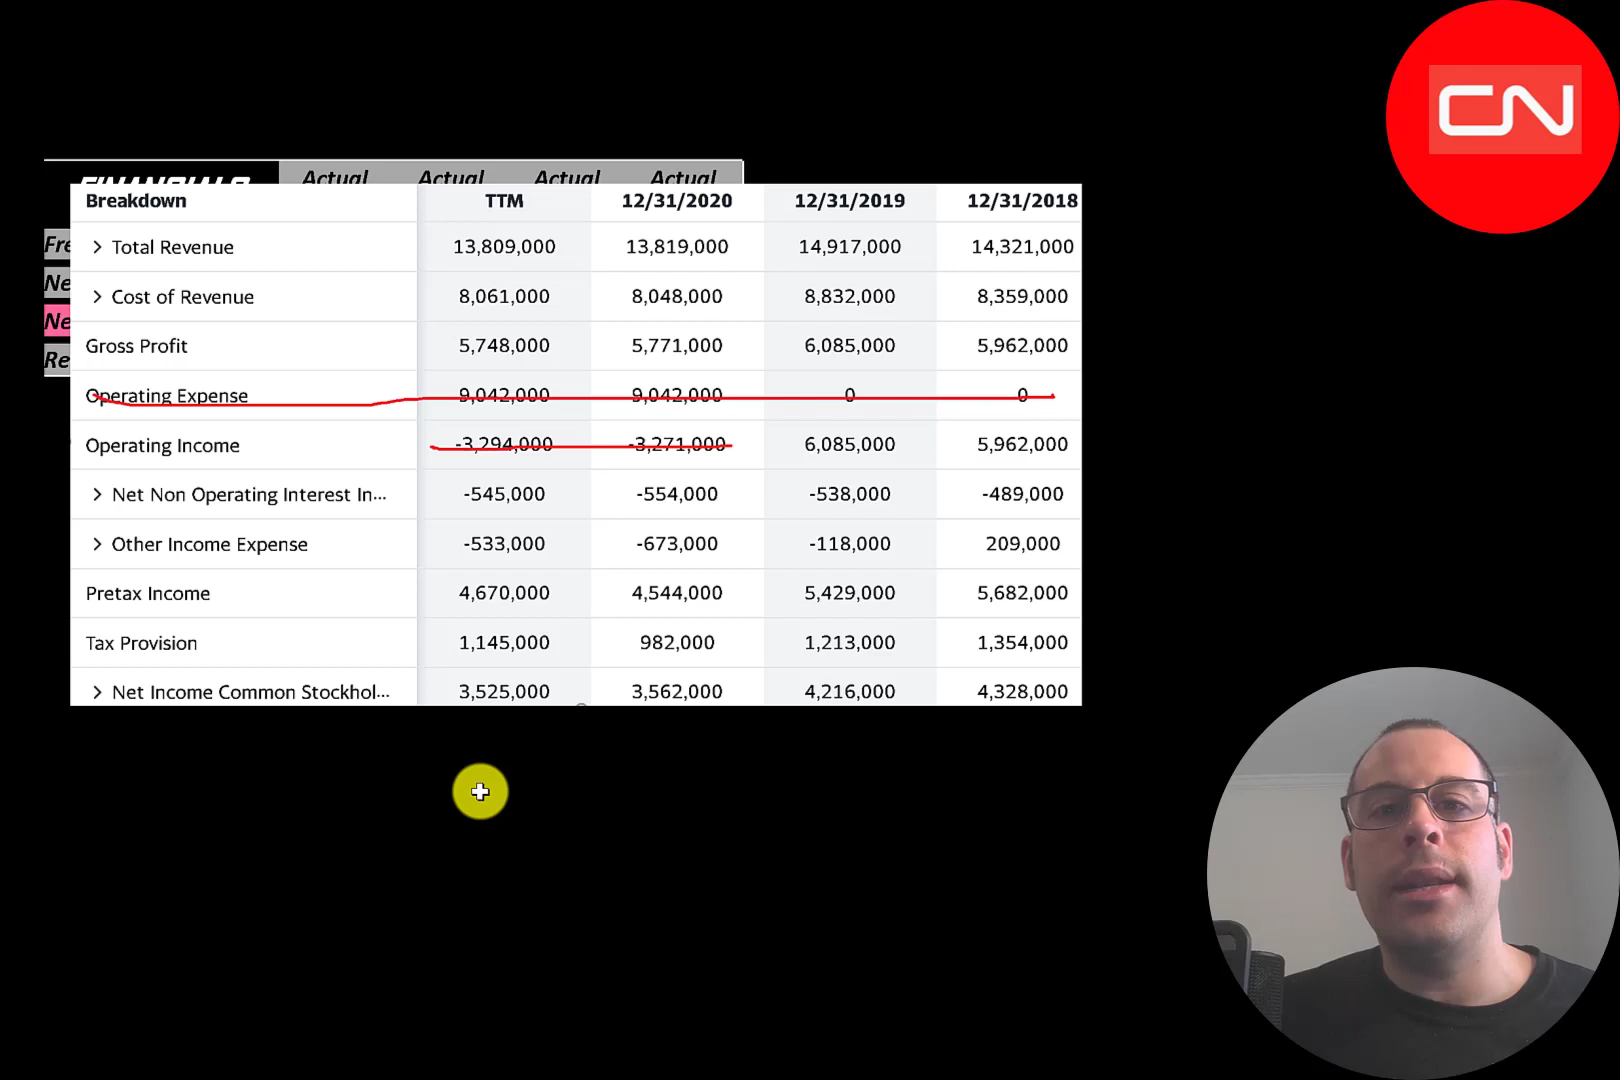 CN
Actual Actual Actual Actual
Breakdown TTM 12/31/2020 12/31/2019 12/31/2018
> Total Revenue 13,809,000 13,819,000 14,917,000 14,321,000
> Cost of Revenue 8,061,000 8,048,000 8,832,000 8,359,000
Gross Profit 5,748,000 5,771,000 6,085,000 5,962,000
Operating Expense 9,042,000 9,042,000 0 0
Operating Income -3,294,000 -3,271,000 6,085,000 5,962,000
> Net Non Operating Interest In... -545,000 -554,000 -538,000 -489,000
> Other Income Expense -533,000 -673,000 -118,000 209,000
Pretax Income 4,670,000 4,544,000 5,429,000 5,682,000
Tax Provision 1,145,000 982,000 1,213,000 1,354,000
> Net Income Common Stockhol... 3,525,000 3,562,000 4,216,000 4,328,000